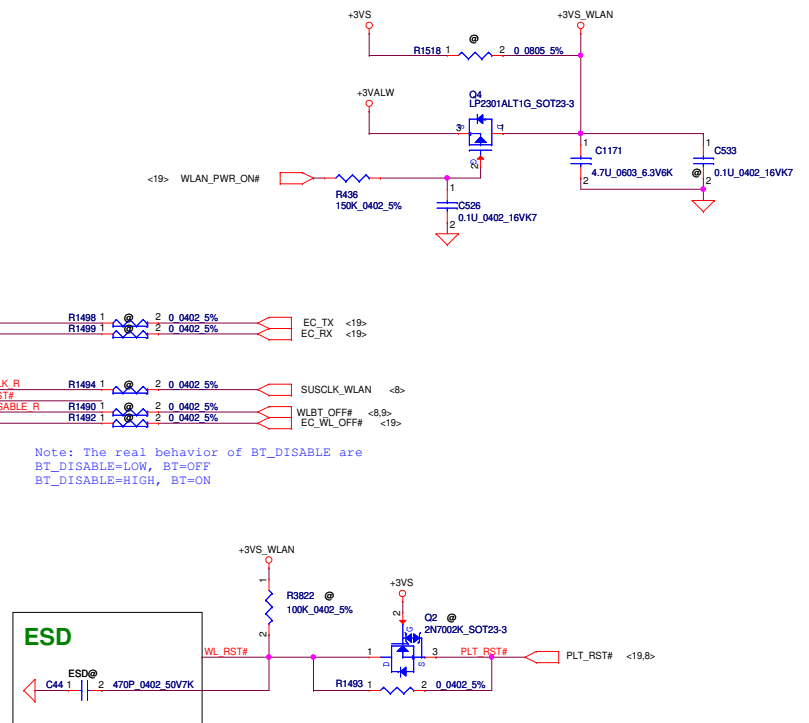 +3VS +3VS_WLAN
@
R1518 1 2 0_0805_5%
+3VALW Q4
LP2301ALT1G_SOT23-3
3 S D 1
G 2
1 C1171 1 C533
<19> WLAN_PWR_ON#
2 4.7U_0603_6.3V6K @ 2 0.1U_0402_16VK7
R436 1 C526
150K_0402_5% 0.1U_0402_16VK7
2
R1498 1 @ 2 0_0402_5% EC_TX <19>
R1499 1 @ 2 0_0402_5% EC_RX <19>
LK_R R1494 1 @ 2 0_0402_5% SUSCLK_WLAN <8>
ST#
SABLE_R R1490 1 @ 2 0_0402_5% WLBT_OFF# <8,9>
R1492 1 @ 2 0_0402_5% EC_WL_OFF# <19>
Note: The real behavior of BT_DISABLE are
BT_DISABLE=LOW, BT=OFF
BT_DISABLE=HIGH, BT=ON
+3VS_WLAN
+3VS
1 R3822 @
100K_0402_5%
2
2 Q2 @
G 2N7002K_SOT23-3
ESD
WL_RST# 1 D S 3 PLT_RST# PLT_RST# <19,8>
ESD@
C44 1 2 470P_0402_50V7K
R1493 1 2 0_0402_5%